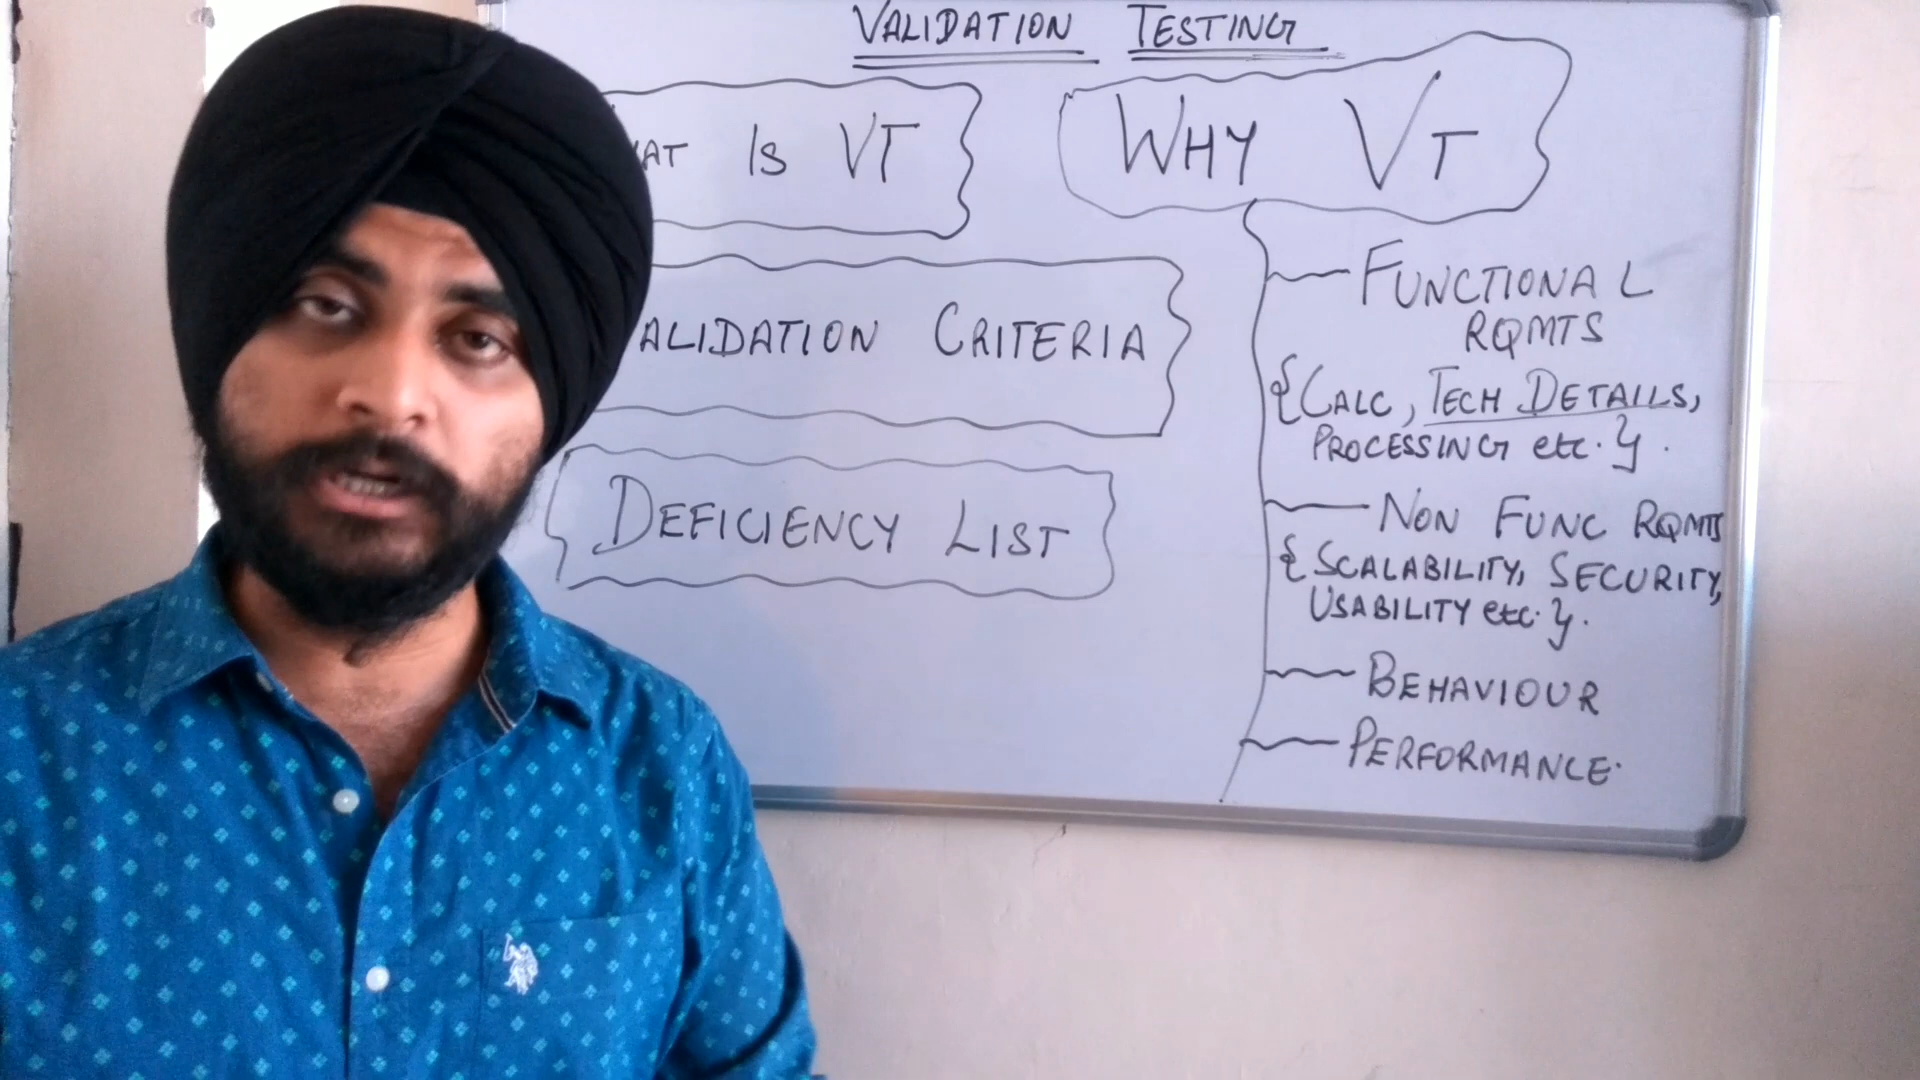 VALIDATION TESTING
AT IS VT
WHY VT
FUNCTIONAL
RQMTS
{CALC, TECH DETAILS,
PROCESSING etc.}.
ALIDATION CRITERIA
DEFICIENCY LIST
NON FUNC RQMTS
{SCALABILITY, SECURITY,
USABILITY etc.}.
BEHAVIOUR
PERFORMANCE.